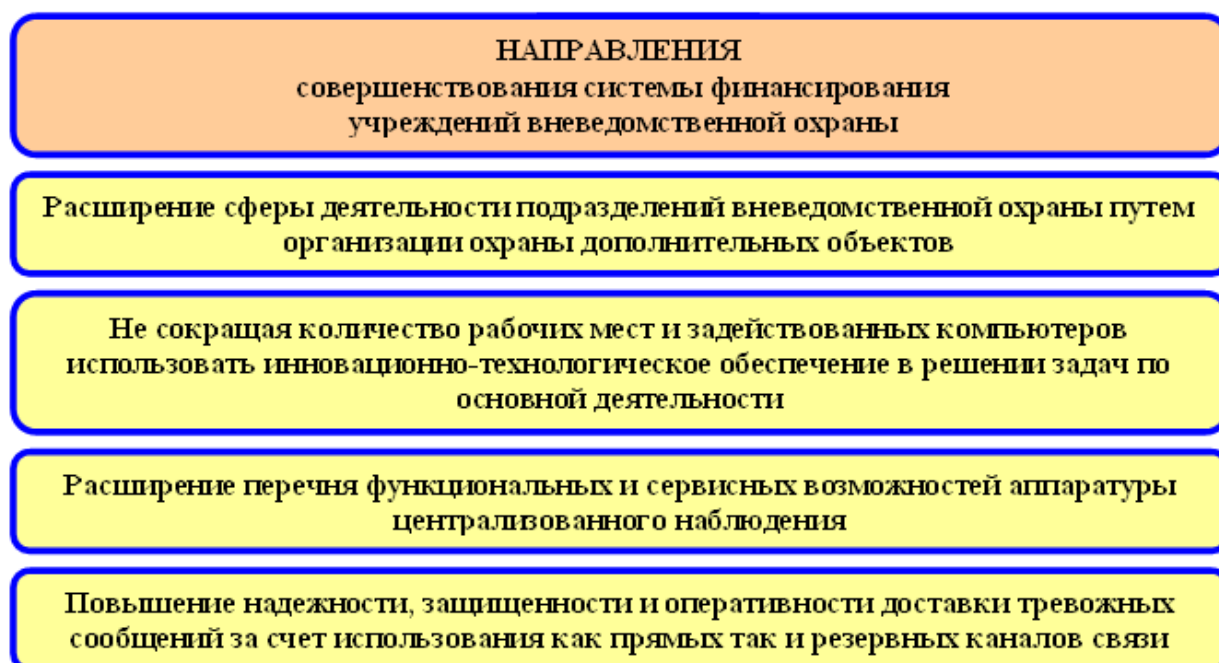 НАПРАВЛЕНИЯ
совершенствования системы финансирования
учреждений вневедомственной охраны
Расширение сферы деятельности подразделений вневедомственной охраны путем
организации охраны дополнительных объектов
Не сокращая количество рабочих мест и задействованных компьютеров
использовать инновационно-технологическое обеспечение в решении задач по
основной деятельности
Расширение перечня функциональных и сервисных возможностей аппаратуры
централизованного наблюдения
Повышение надежности, защищенности и оперативности доставки тревожных
сообщений за счет использования как прямых так и резервных каналов связи